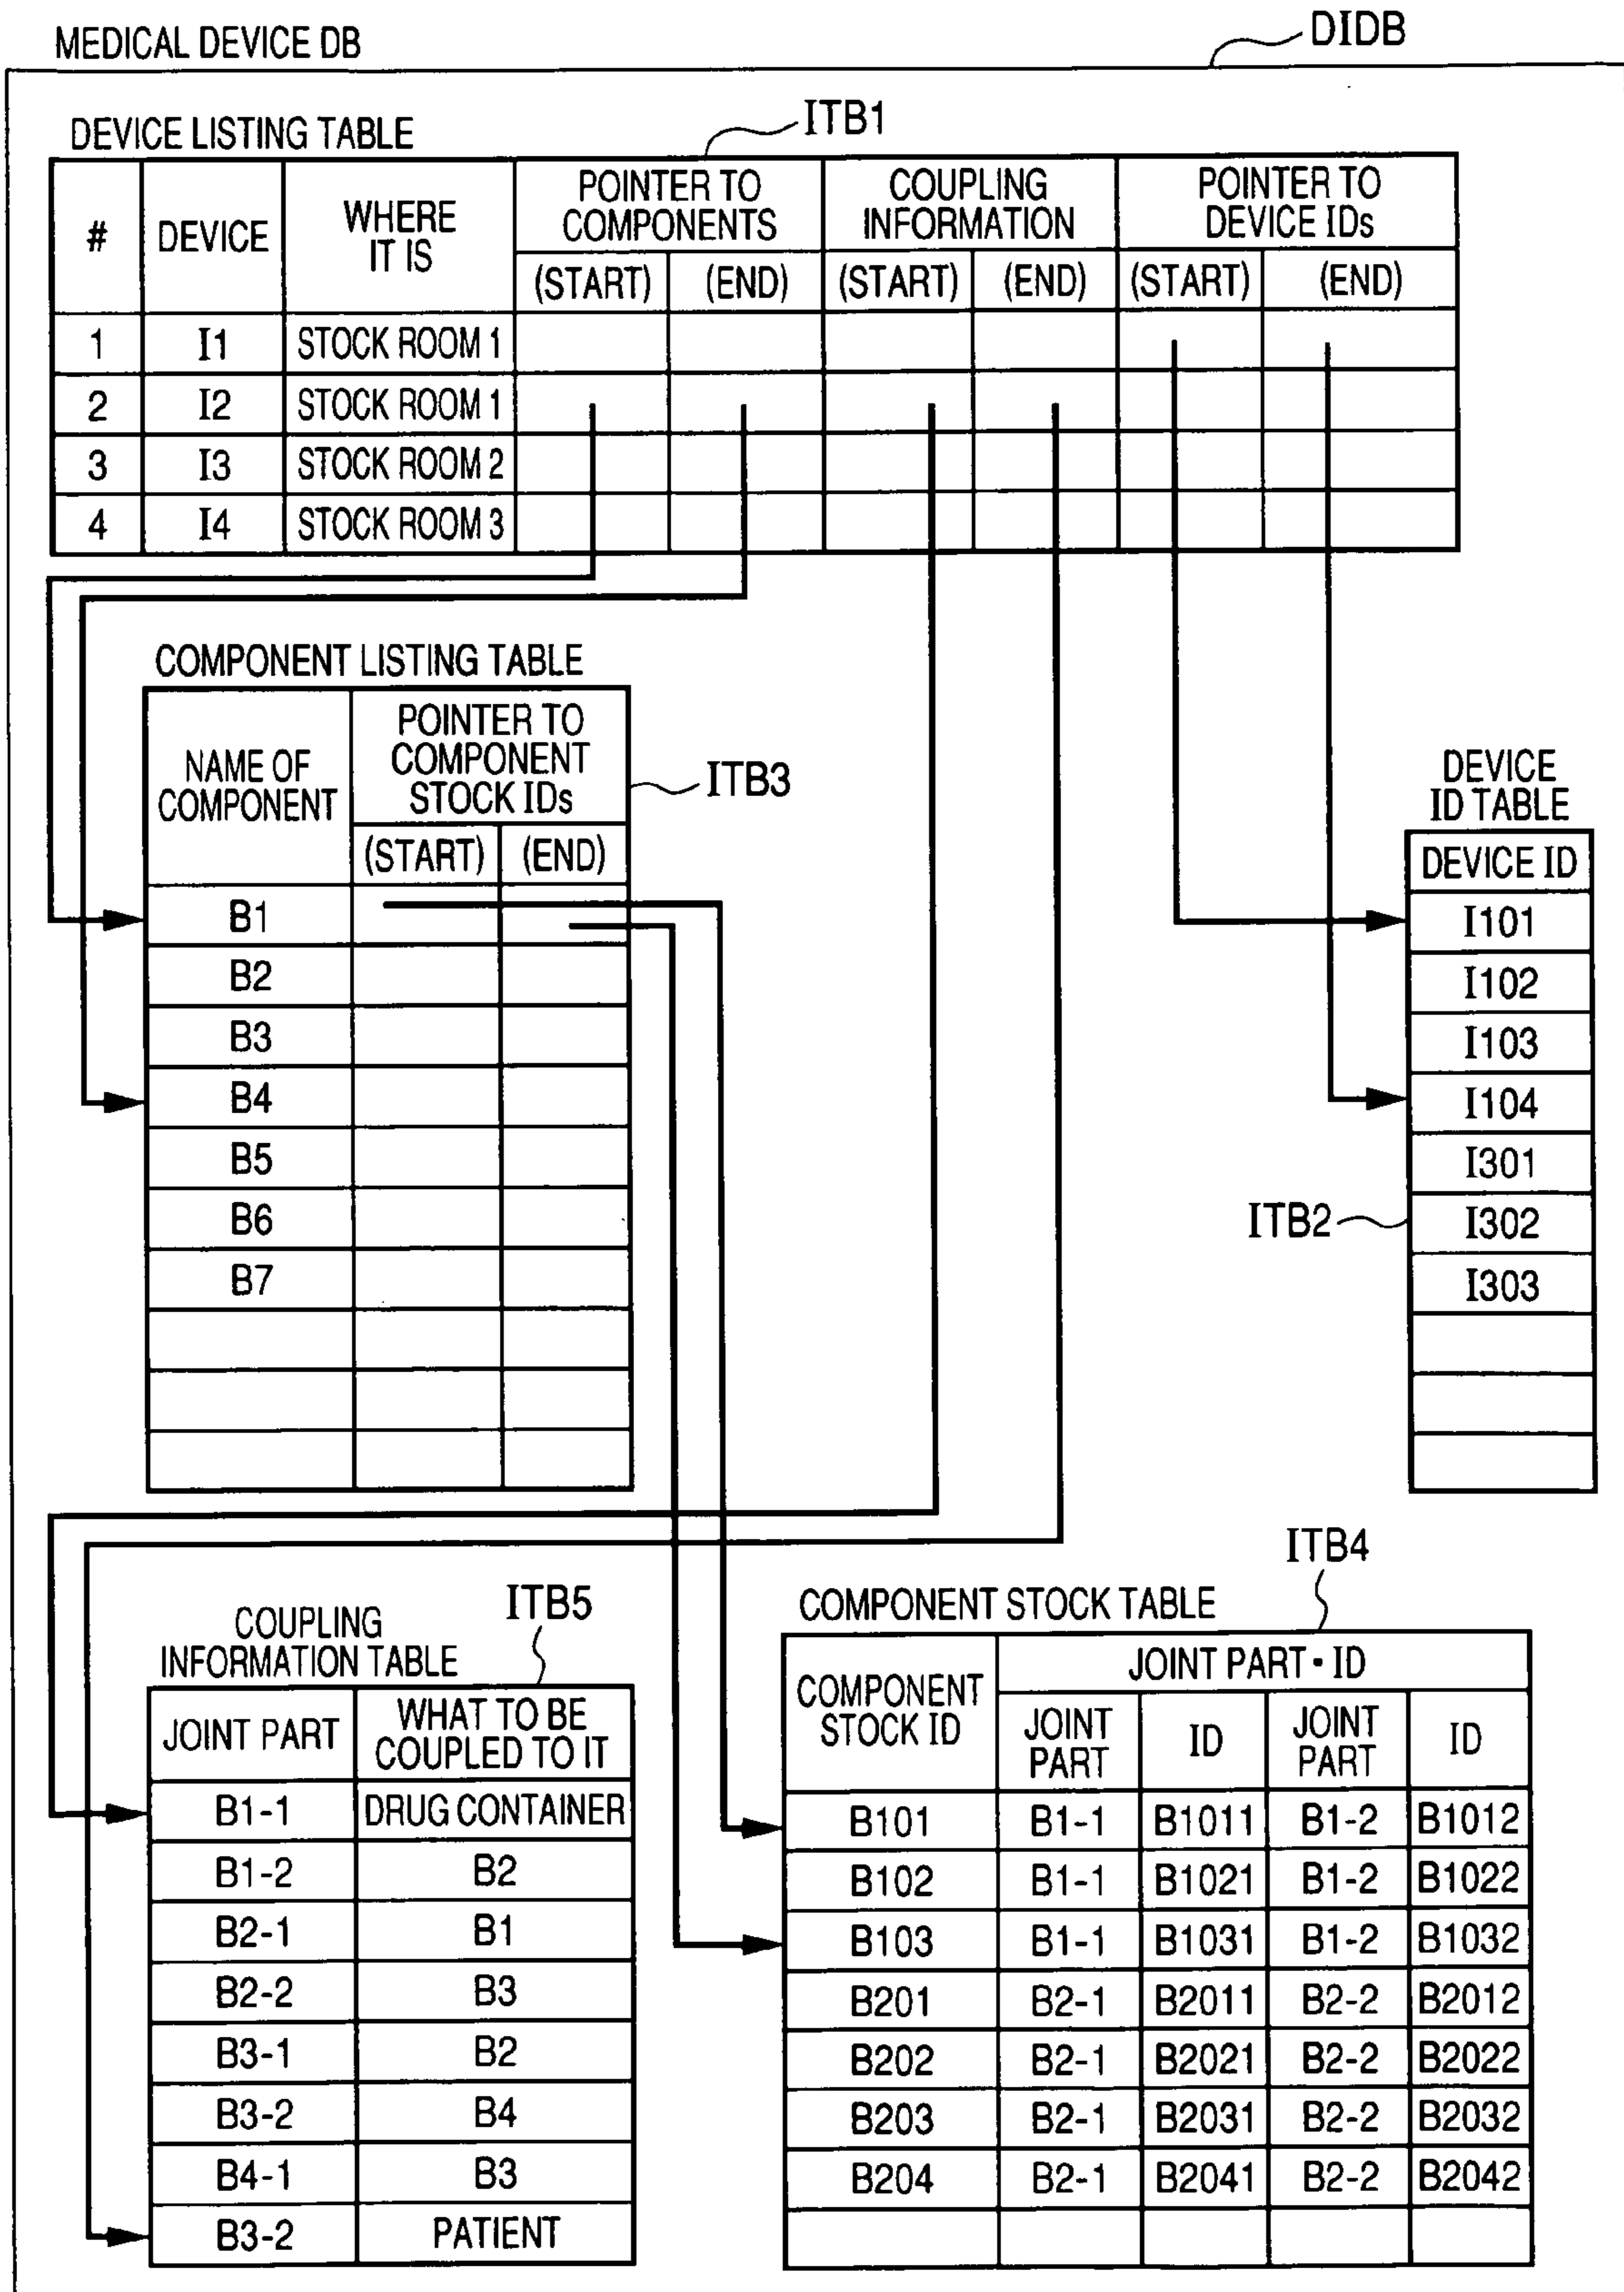 MEDICAL DEVICE DB
DIDB
DEVICE LISTING TABLE
ITB1
# DEVICE WHERE IT IS POINTER TO COMPONENTS COUPLING INFORMATION POINTER TO DEVICE IDs
(START) (END) (START) (END) (START) (END)
1 I1 STOCK ROOM 1
2 I2 STOCK ROOM 1
3 I3 STOCK ROOM 2
4 I4 STOCK ROOM 3
COMPONENT LISTING TABLE
NAME OF COMPONENT POINTER TO COMPONENT STOCK IDs
(START) (END)
ITB3
B1
B2
B3
B4
B5
B6
B7
DEVICE
ID TABLE
DEVICE ID
I101
I102
I103
I104
I301
I302
I303
ITB2
COUPLING
INFORMATION TABLE
ITB5
JOINT PART WHAT TO BE COUPLED TO IT
B1-1 DRUG CONTAINER
B1-2 B2
B2-1 B1
B2-2 B3
B3-1 B2
B3-2 B4
B4-1 B3
B3-2 PATIENT
ITB4
COMPONENT STOCK TABLE
COMPONENT STOCK ID JOINT PART・ID
JOINT PART ID JOINT PART ID
B101 B1-1 B1011 B1-2 B1012
B102 B1-1 B1021 B1-2 B1022
B103 B1-1 B1031 B1-2 B1032
B201 B2-1 B2011 B2-2 B2012
B202 B2-1 B2021 B2-2 B2022
B203 B2-1 B2031 B2-2 B2032
B204 B2-1 B2041 B2-2 B2042